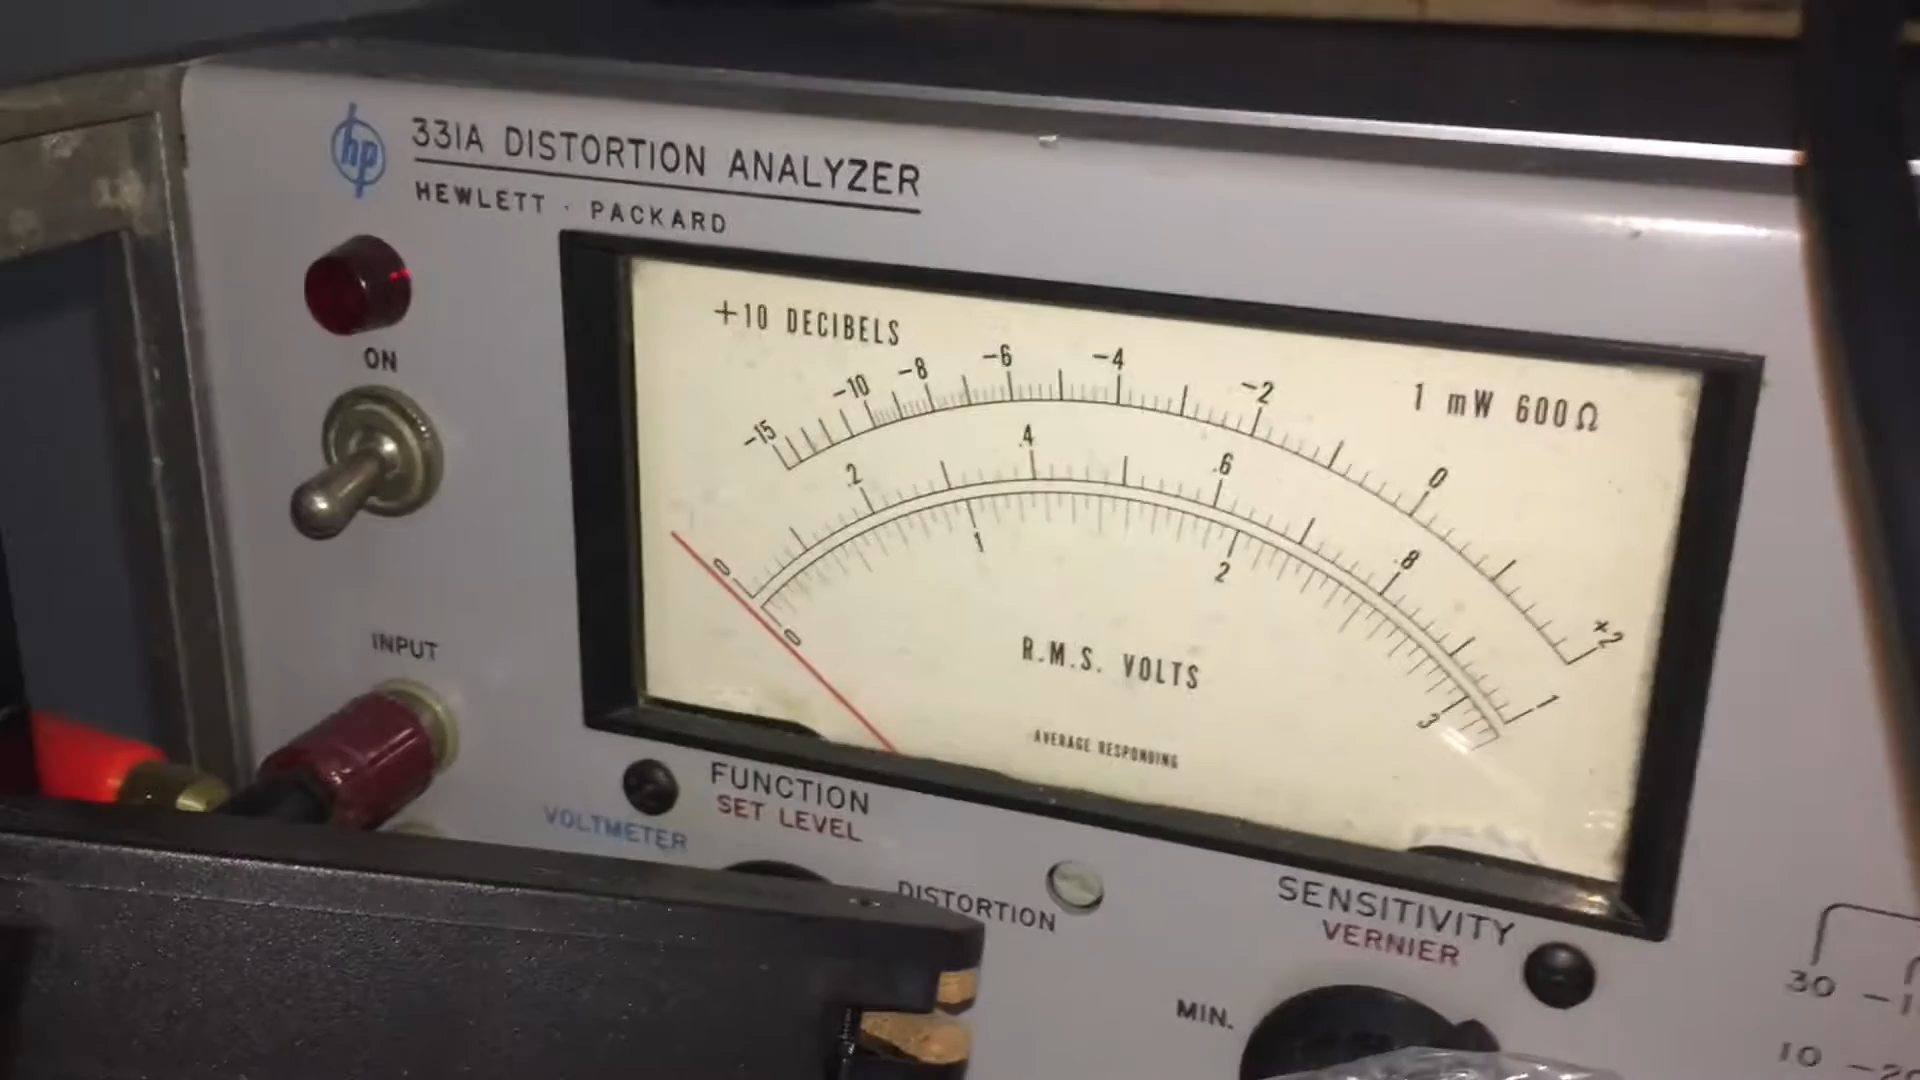 hp
331A DISTORTION ANALYZER
HEWLETT · PACKARD
ON
INPUT
+10 DECIBELS
1 mW 600Ω
-15 -10 -8 -6 -4 -2 0 +2
0 .2 .4 .6 .8 1
0 1 2 3
R.M.S. VOLTS
AVERAGE RESPONDING
FUNCTION
SET LEVEL
VOLTMETER
DISTORTION
SENSITIVITY
VERNIER
MIN.
30
10